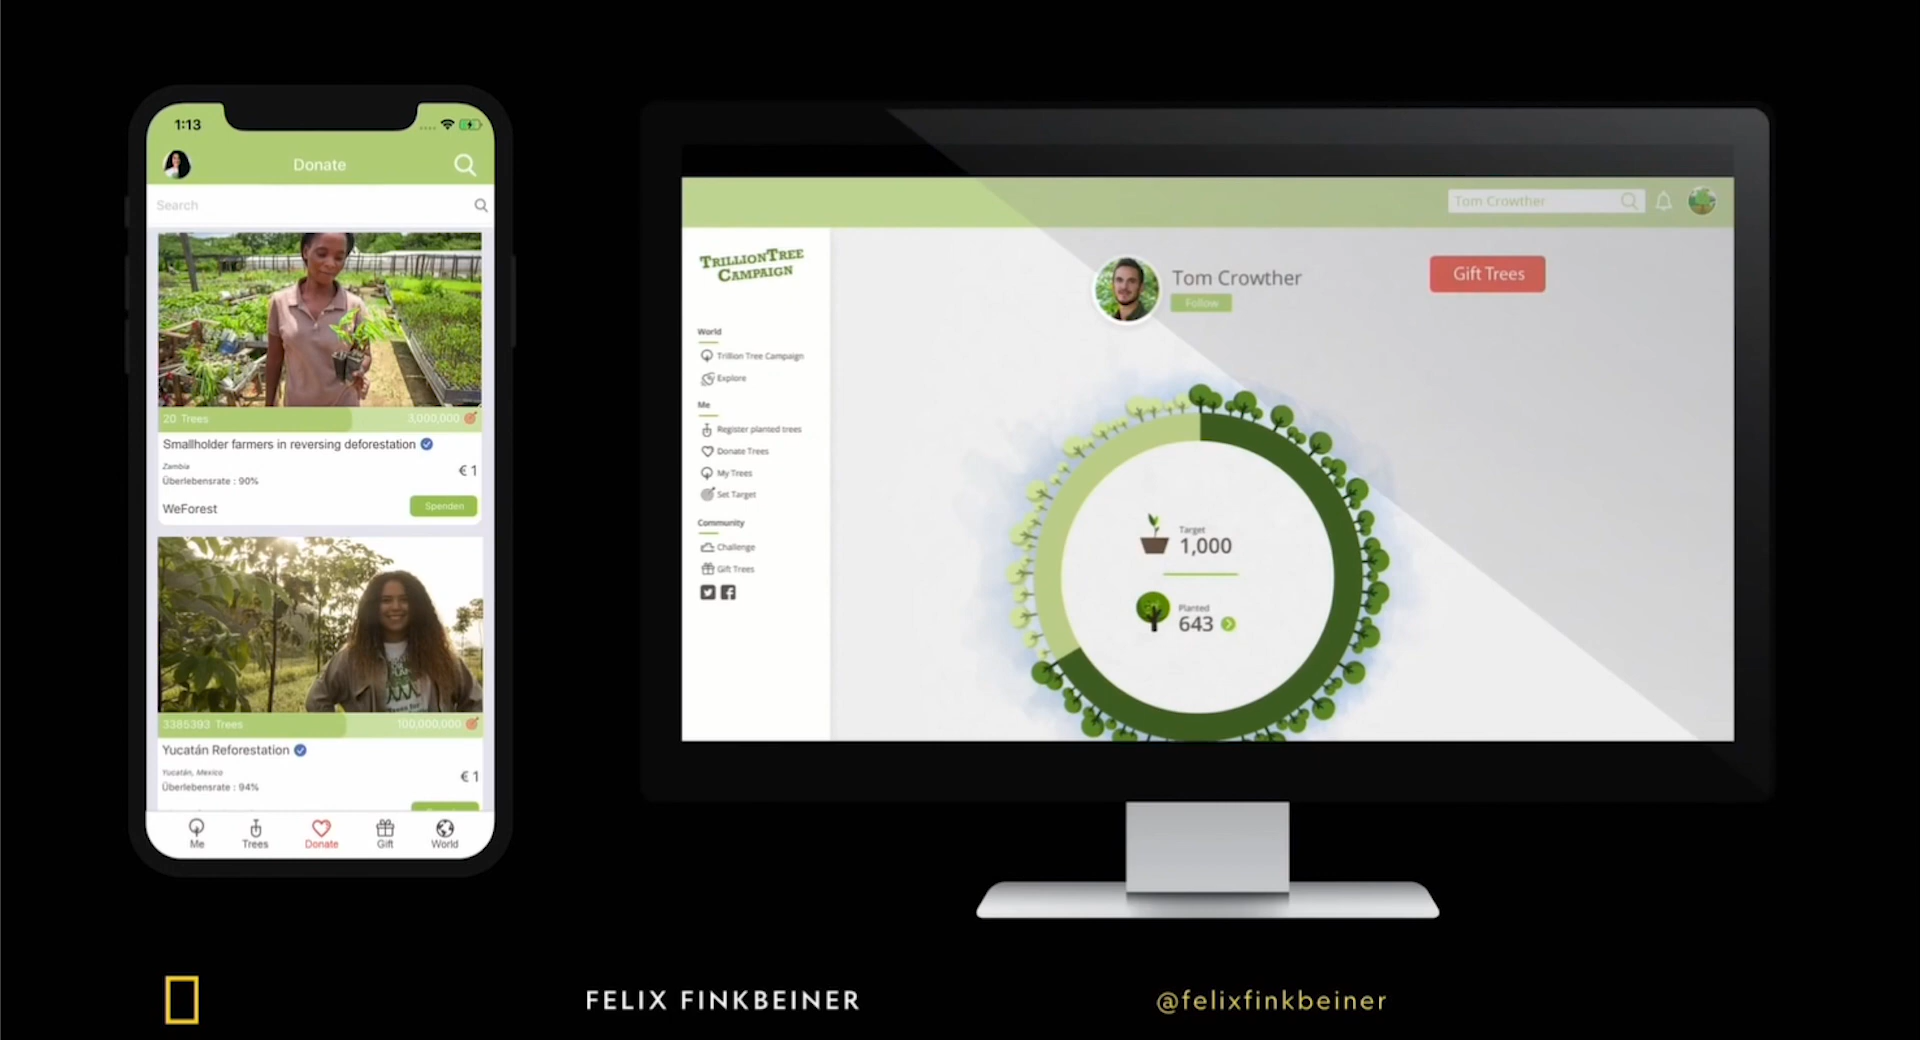 1:13
Donate
Search
20 Trees
3,000,000
Smallholder farmers in reversing deforestation
Zambia
€ 1
Überlebensrate : 90%
WeForest
Spenden
3385393 Trees
100,000,000
Yucatán Reforestation
Yucatán, Mexico
€ 1
Überlebensrate : 94%
Me
Trees
Donate
Gift
World
Tom Crowther
TRILLIONTREE
CAMPAIGN
World
Trillion Tree Campaign
Explore
Me
Register planted trees
Donate Trees
My Trees
Set Target
Community
Challenge
Gift Trees
Tom Crowther
Follow
Gift Trees
Target
1,000
Planted
643
FELIX FINKBEINER
@felixfinkbeiner